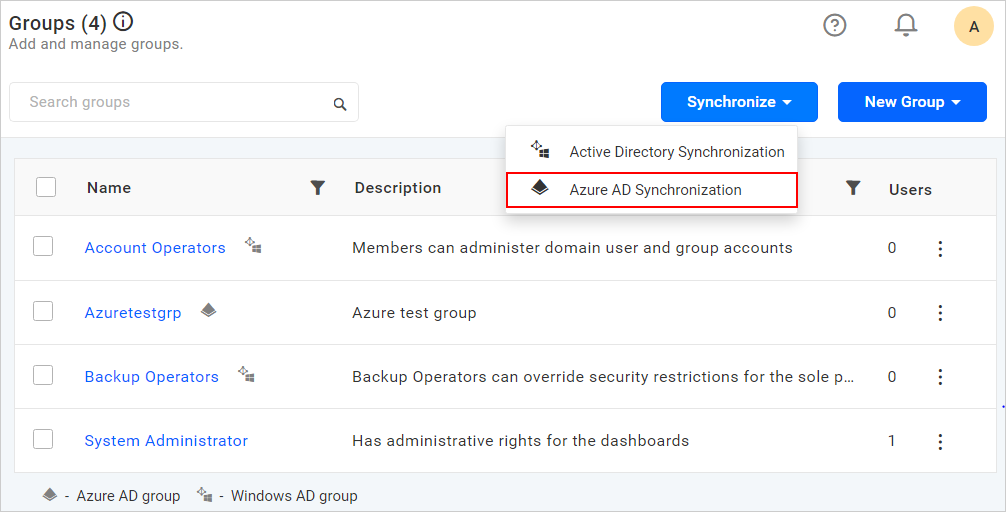 Groups (4)
Add and manage groups.
A
Search groups
Synchronize
New Group
Active Directory Synchronization
Azure AD Synchronization
Name
Description
Users
Account Operators
Members can administer domain user and group accounts
0
Azuretestgrp
Azure test group
0
Backup Operators
Backup Operators can override security restrictions for the sole p...
0
System Administrator
Has administrative rights for the dashboards
1
- Azure AD group
- Windows AD group